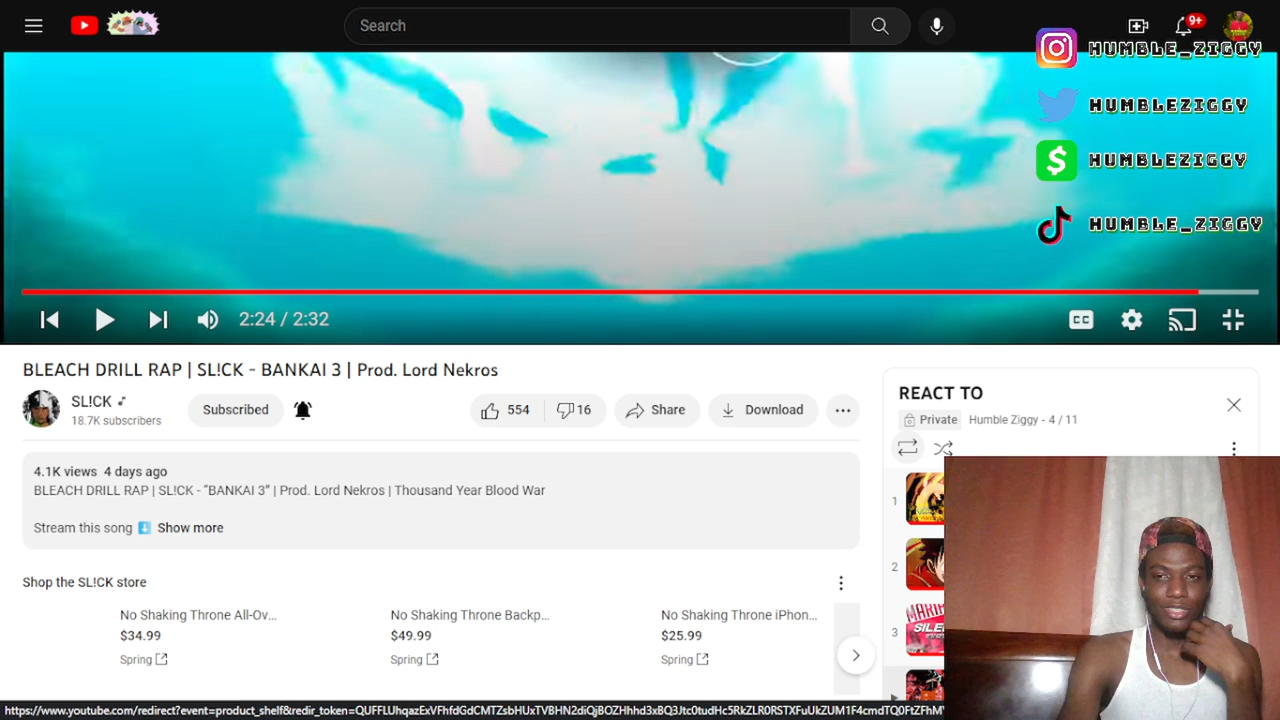 Search
9+
HUMBLE_ZIGGY
HUMBLEZIGGY
HUMBLEZIGGY
HUMBLE_ZIGGY
2:24 / 2:32
CC
BLEACH DRILL RAP | SL!CK - BANKAI 3 | Prod. Lord Nekros
SL!CK
18.7K subscribers
Subscribed
554
16
Share
Download
REACT TO
Private
Humble Ziggy - 4 / 11
4.1K views 4 days ago
BLEACH DRILL RAP | SL!CK - "BANKAI 3" | Prod. Lord Nekros | Thousand Year Blood War
Stream this song ⬇️ Show more
1
2
3
Shop the SL!CK store
No Shaking Throne All-Ov...
$34.99
Spring
No Shaking Throne Backp...
$49.99
Spring
No Shaking Throne iPhon...
$25.99
Spring